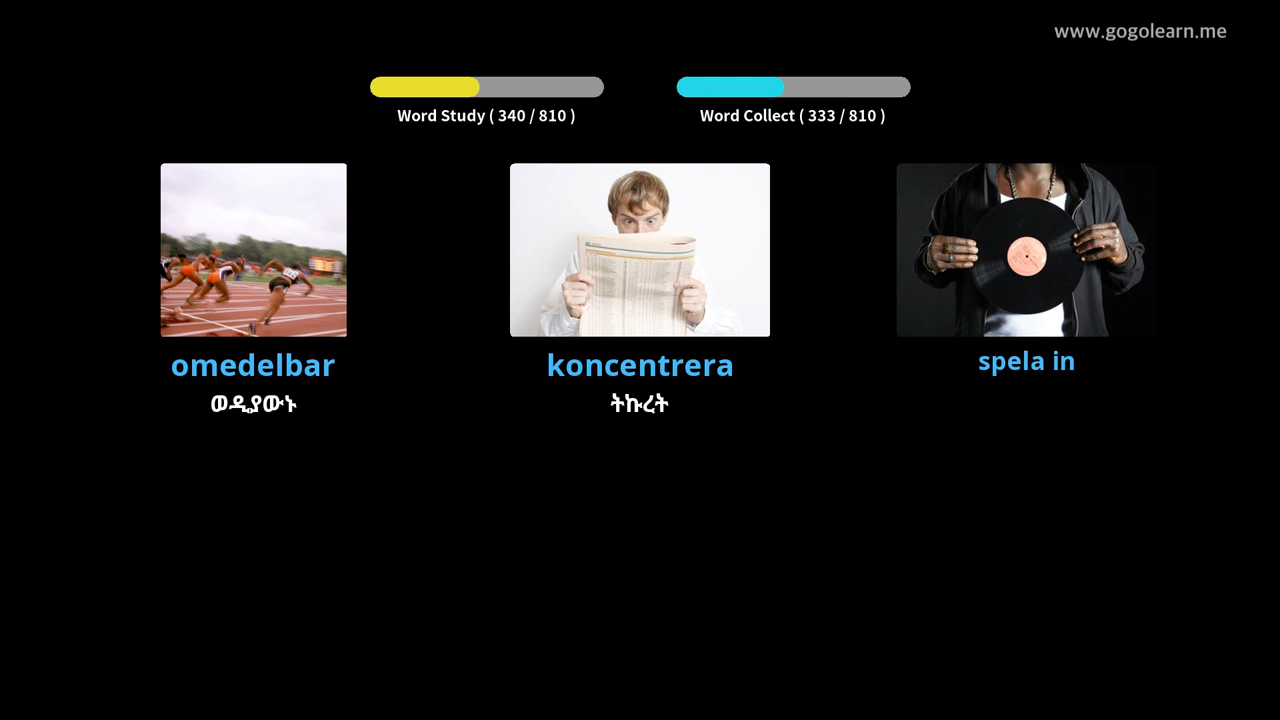 www.gogolearn.me
Word Study ( 340 / 810 )
Word Collect ( 333 / 810 )
omedelbar
ወዲያውኑ
koncentrera
ትኩረት
spela in